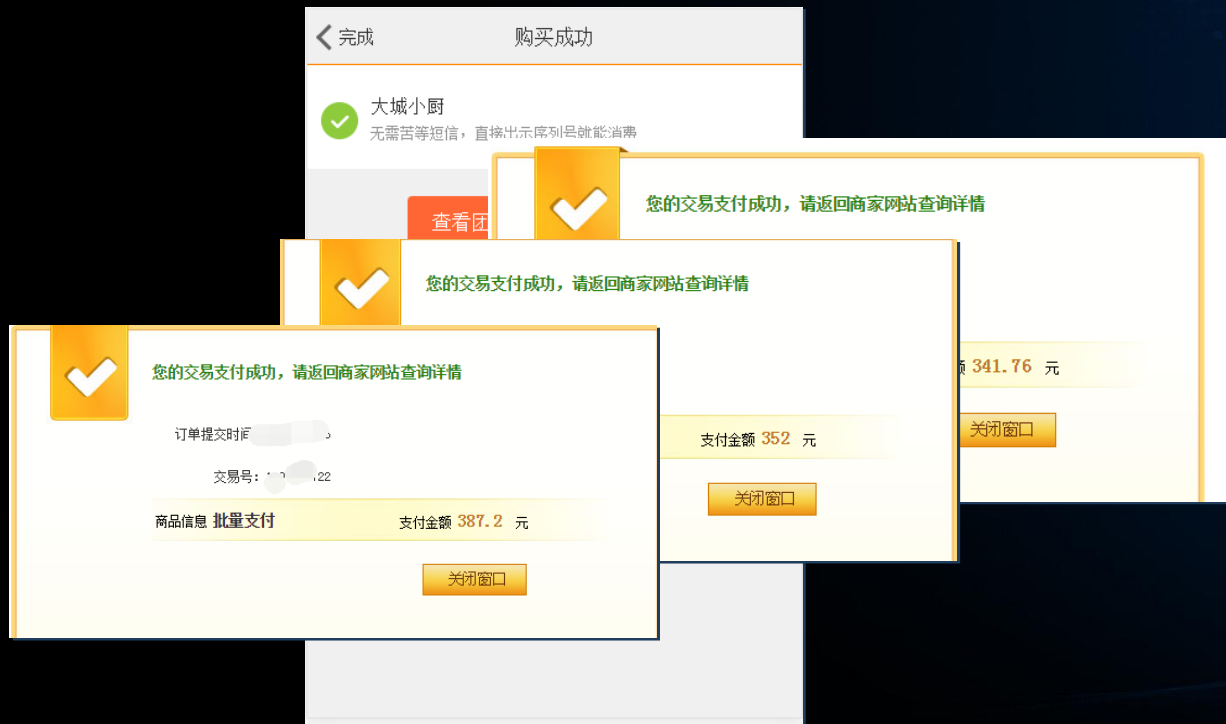 完成
购买成功
大城小厨
无需苦等短信，直接出示序列号就能消费
查看团
您的交易支付成功，请返回商家网站查询详情
341.76 元
关闭窗口
您的交易支付成功，请返回商家网站查询详情
支付金额 352 元
关闭窗口
您的交易支付成功，请返回商家网站查询详情
订单提交时间
交易号： 22
商品信息 批量支付 支付金额 387.2 元
关闭窗口